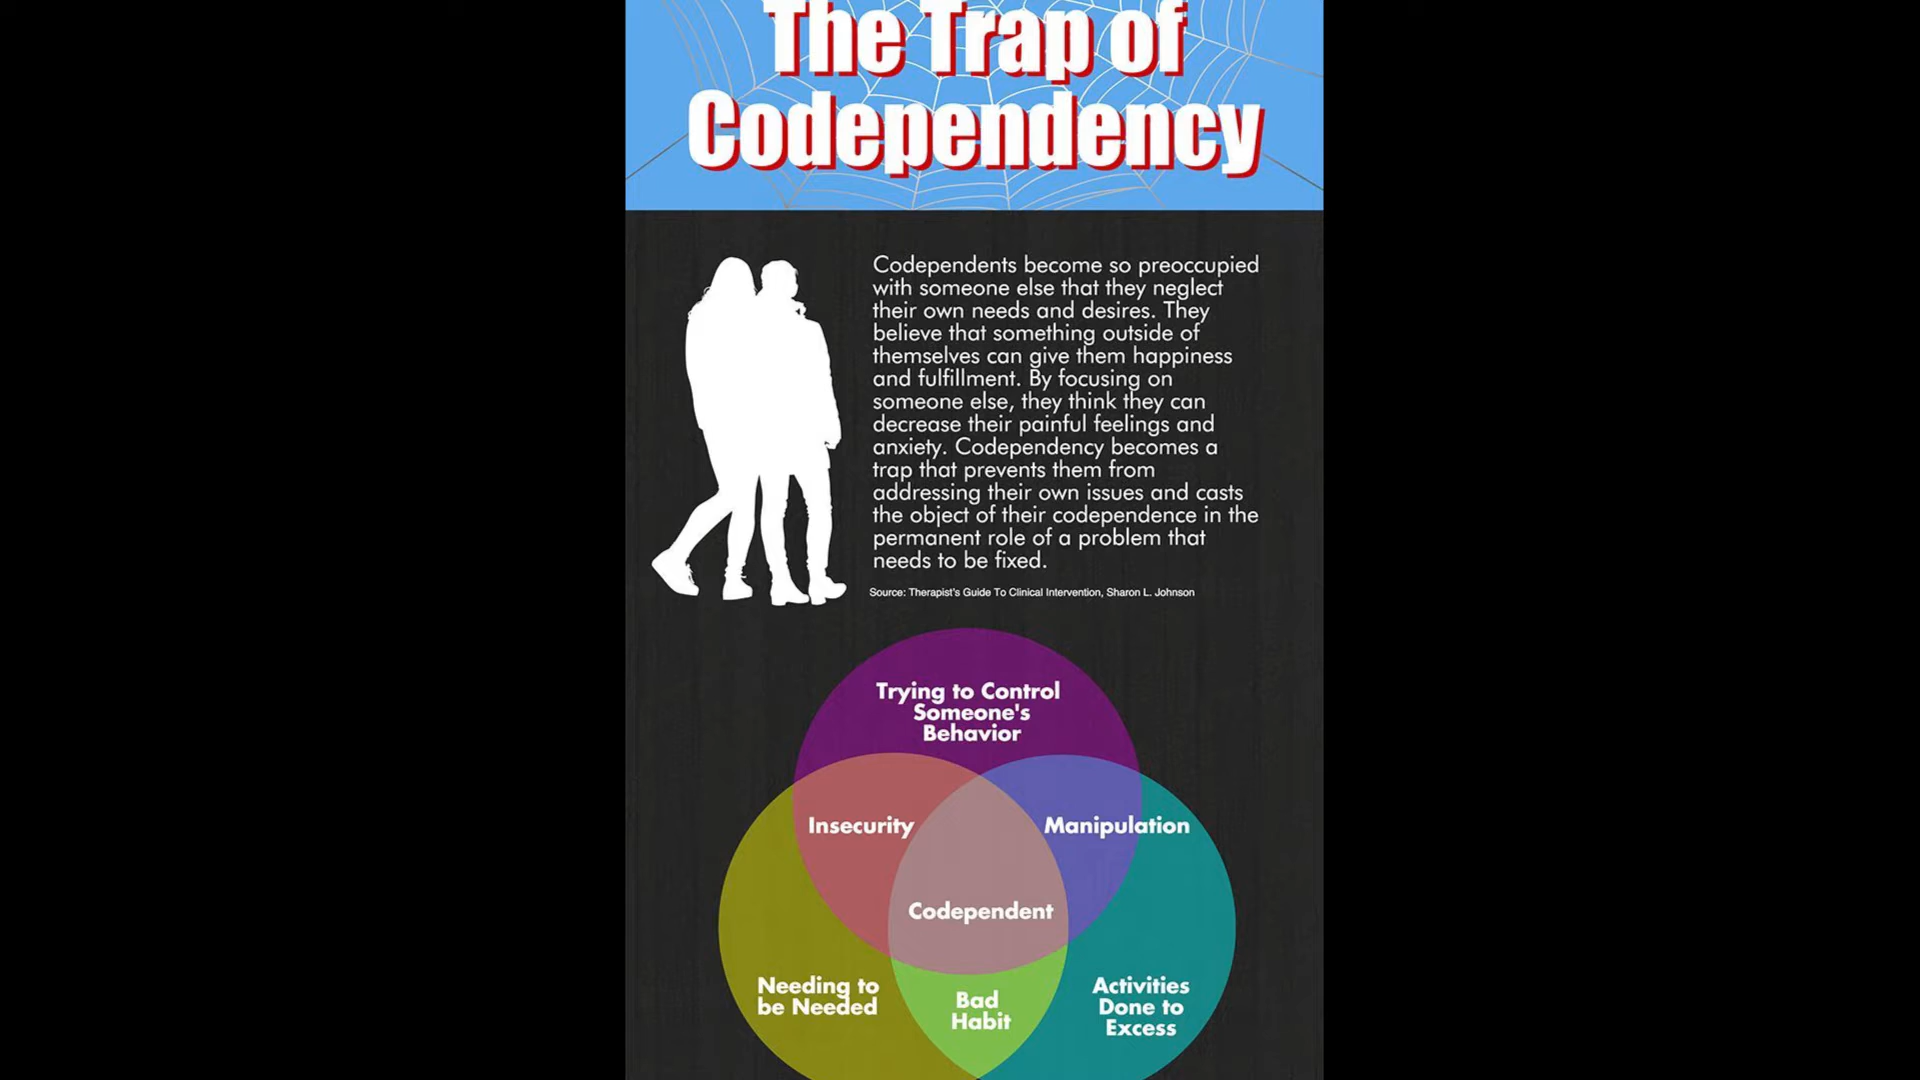 The Trap of
Codependency
Codependents become so preoccupied
with someone else that they neglect
their own needs and desires. They
believe that something outside of
themselves can give them happiness
and fulfillment. By focusing on
someone else, they think they can
decrease their painful feelings and
anxiety. Codependency becomes a
trap that prevents them from
addressing their own issues and casts
the object of their codependence in the
permanent role of a problem that
needs to be fixed.
Source: Therapist's Guide To Clinical Intervention, Sharon L. Johnson
Trying to Control
Someone's
Behavior
Insecurity
Manipulation
Codependent
Needing to
be Needed
Bad
Habit
Activities
Done to
Excess